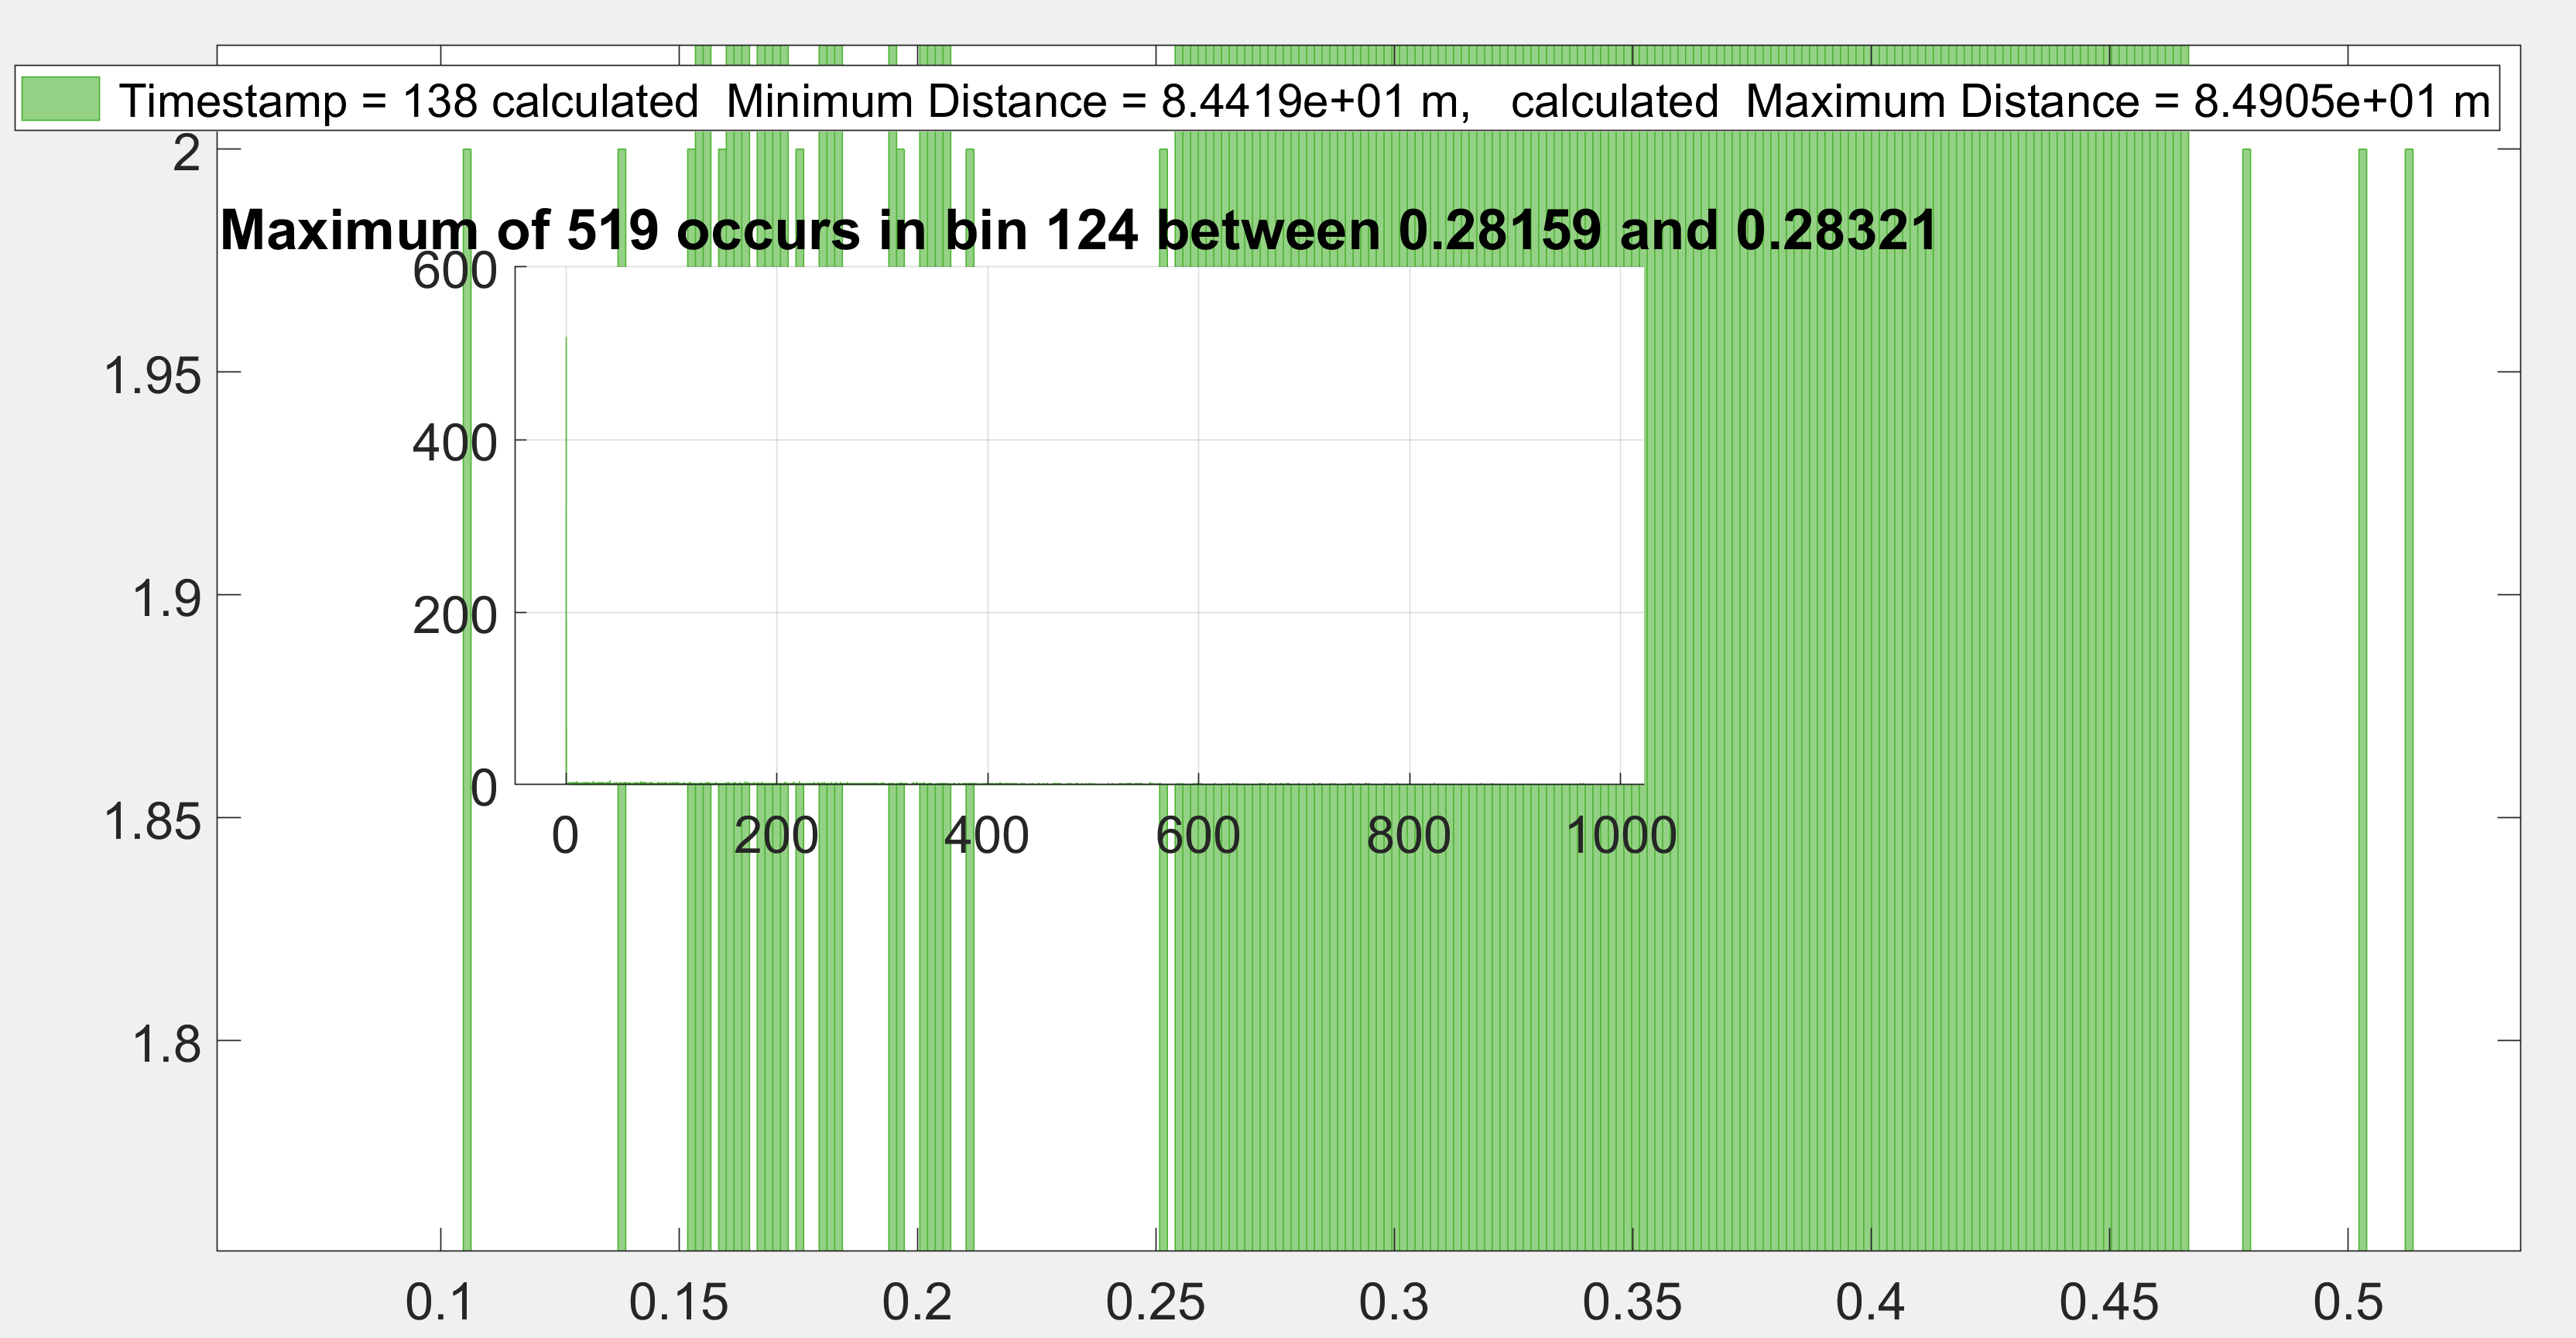 Timestamp = 138 calculated  Minimum Distance = 8.4419e+01 m,   calculated  Maximum Distance = 8.4905e+01 m
2
Maximum of 519 occurs in bin 124 between 0.28159 and 0.28321
600
1.95
400
1.9
200
0
1.85
0 200 400 600 800 1000
1.8
0.1 0.15 0.2 0.25 0.3 0.35 0.4 0.45 0.5